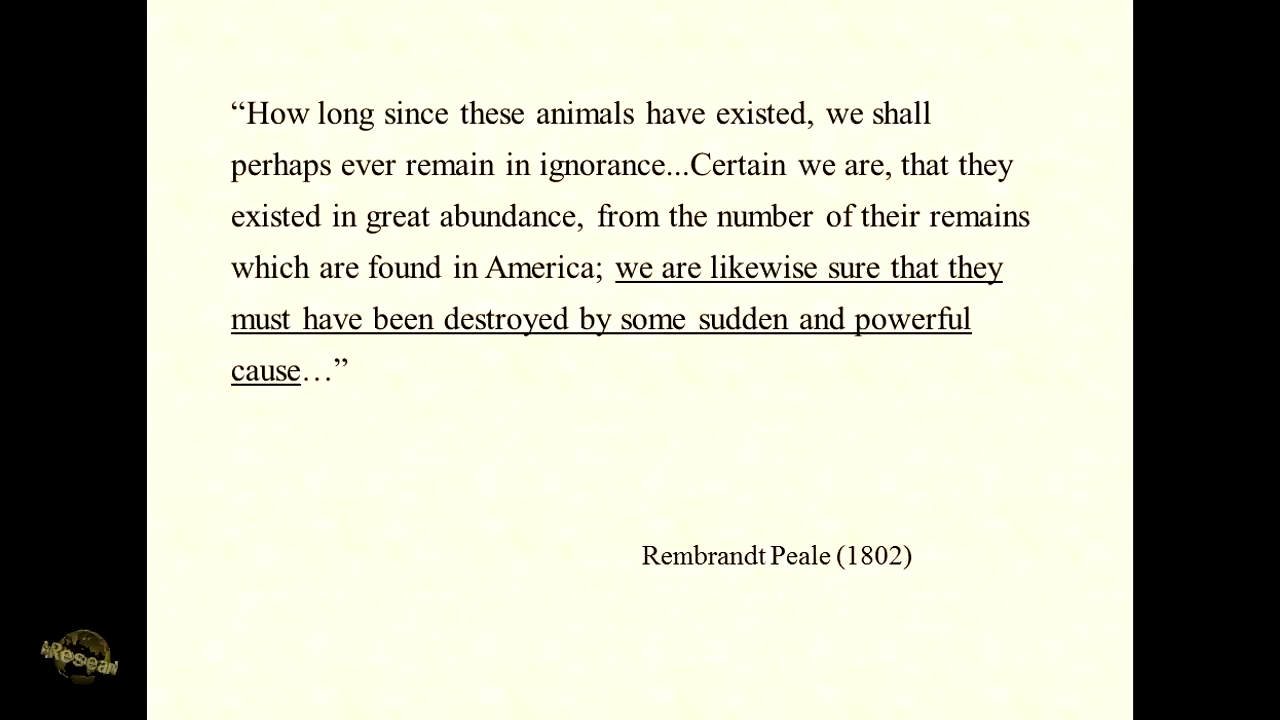 “How long since these animals have existed, we shall
perhaps ever remain in ignorance...Certain we are, that they
existed in great abundance, from the number of their remains
which are found in America; we are likewise sure that they
must have been destroyed by some sudden and powerful
cause…”
Rembrandt Peale (1802)